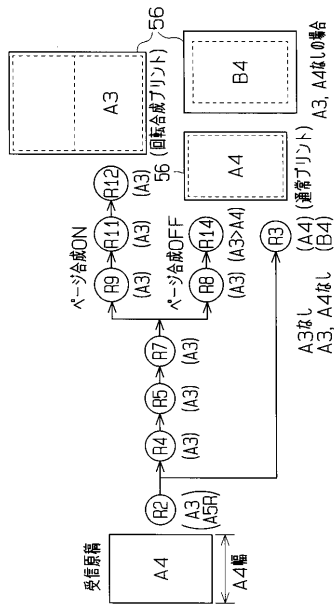 受信原稿
A4
A4幅
R2
(A3
A5R)
R4
(A3)
R5
(A3)
R7
(A3)
ページ合成ON
R9
(A3)
R11
(A3)
R12
(A3)
56
A3
(回転合成プリント)
ページ合成OFF
R8
(A3)
R14
(A3>A4)
56
A4
(通常プリント)
A3なし
A3, A4なし
R3
(A4)
(B4)
B4
A3, A4なしの場合